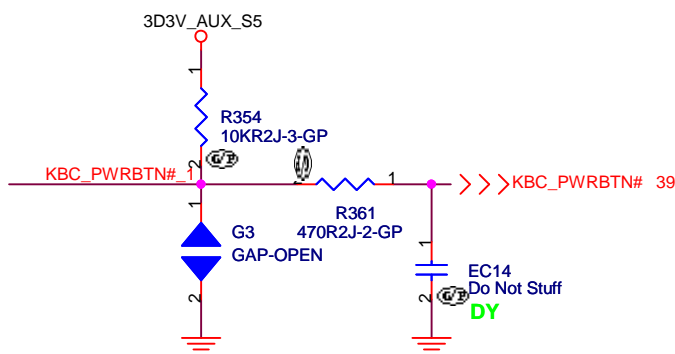 3D3V_AUX_S5
1
R354
10KR2J-3-GP
2
G/P
KBC_PWRBTN#_1
1
KBC_PWRBTN# 39
R361
470R2J-2-GP
1
G3
GAP-OPEN
2
1
EC14
Do Not Stuff
2
G/P
DY